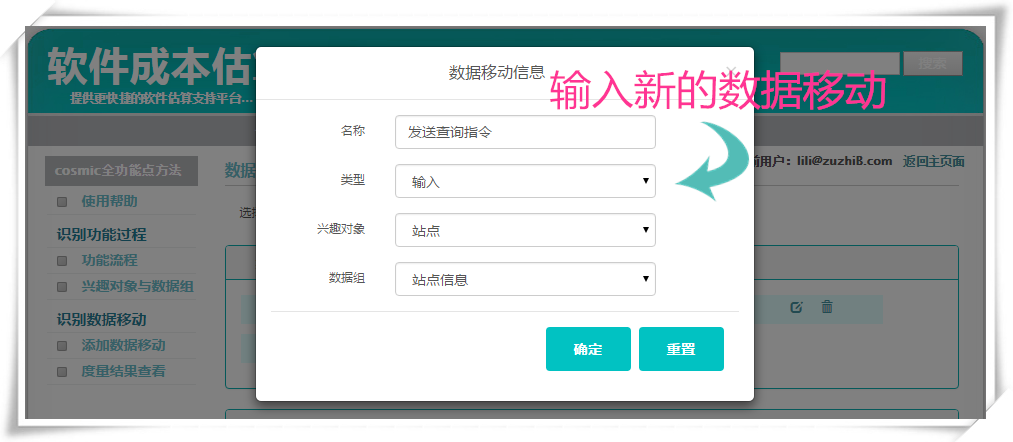 软件成本估
提供更快捷的软件估算支持平台...
搜索
数据移动信息
×
输入新的数据移动
前用户：lili@zuzhiB.com 返回主页面
cosmic全功能点方法
使用帮助
识别功能过程
功能流程
兴趣对象与数据组
识别数据移动
添加数据移动
度量结果查看
数据
选择
名称 发送查询指令
类型 输入
兴趣对象 站点
数据组 站点信息
确定 重置